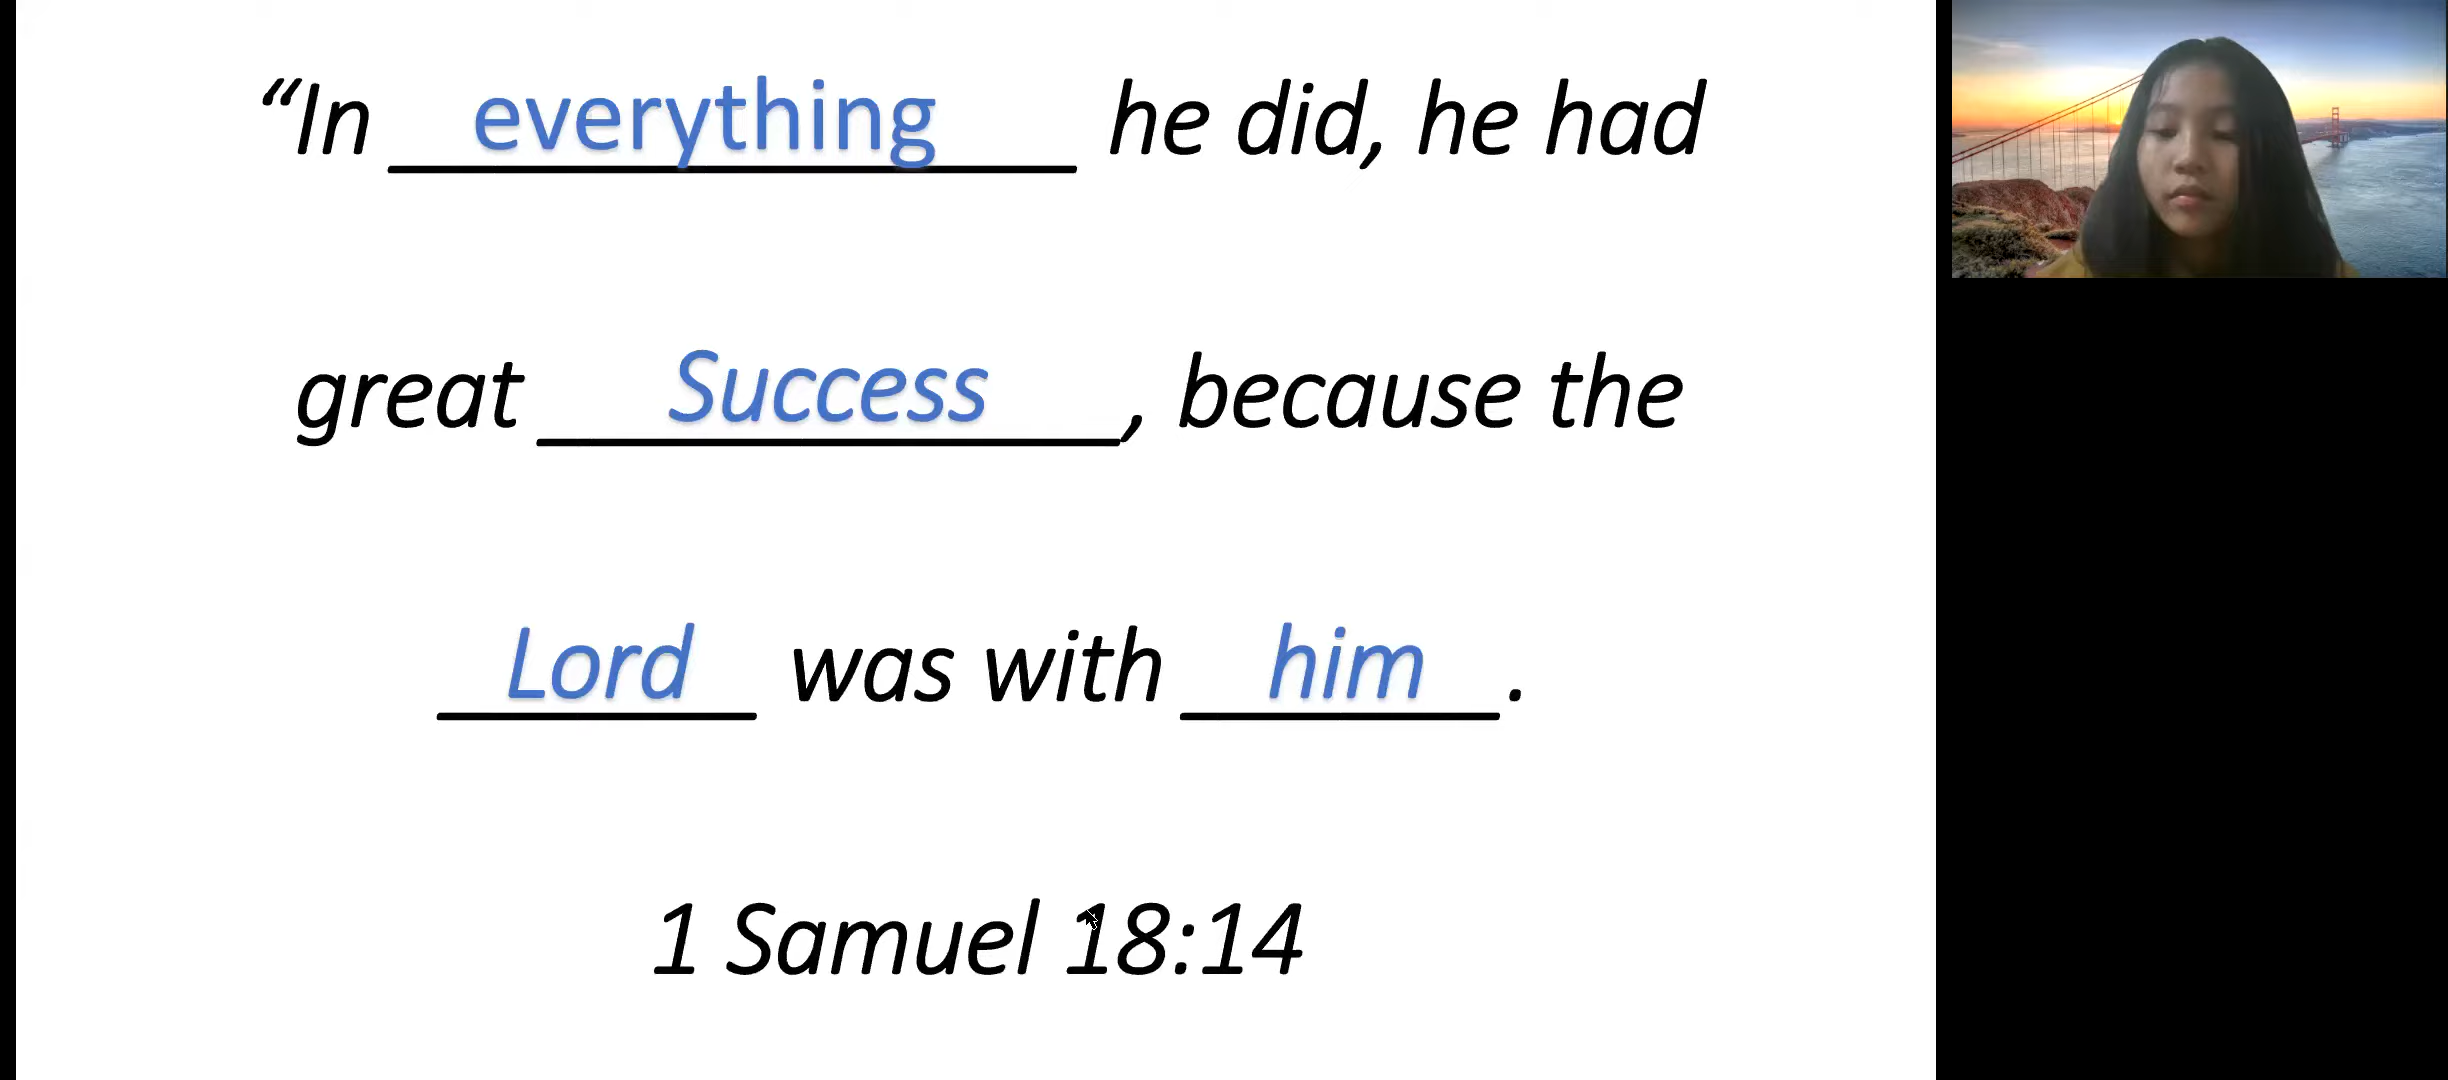 “In everything he did, he had
great Success, because the
Lord was with him.
1 Samuel 18:14